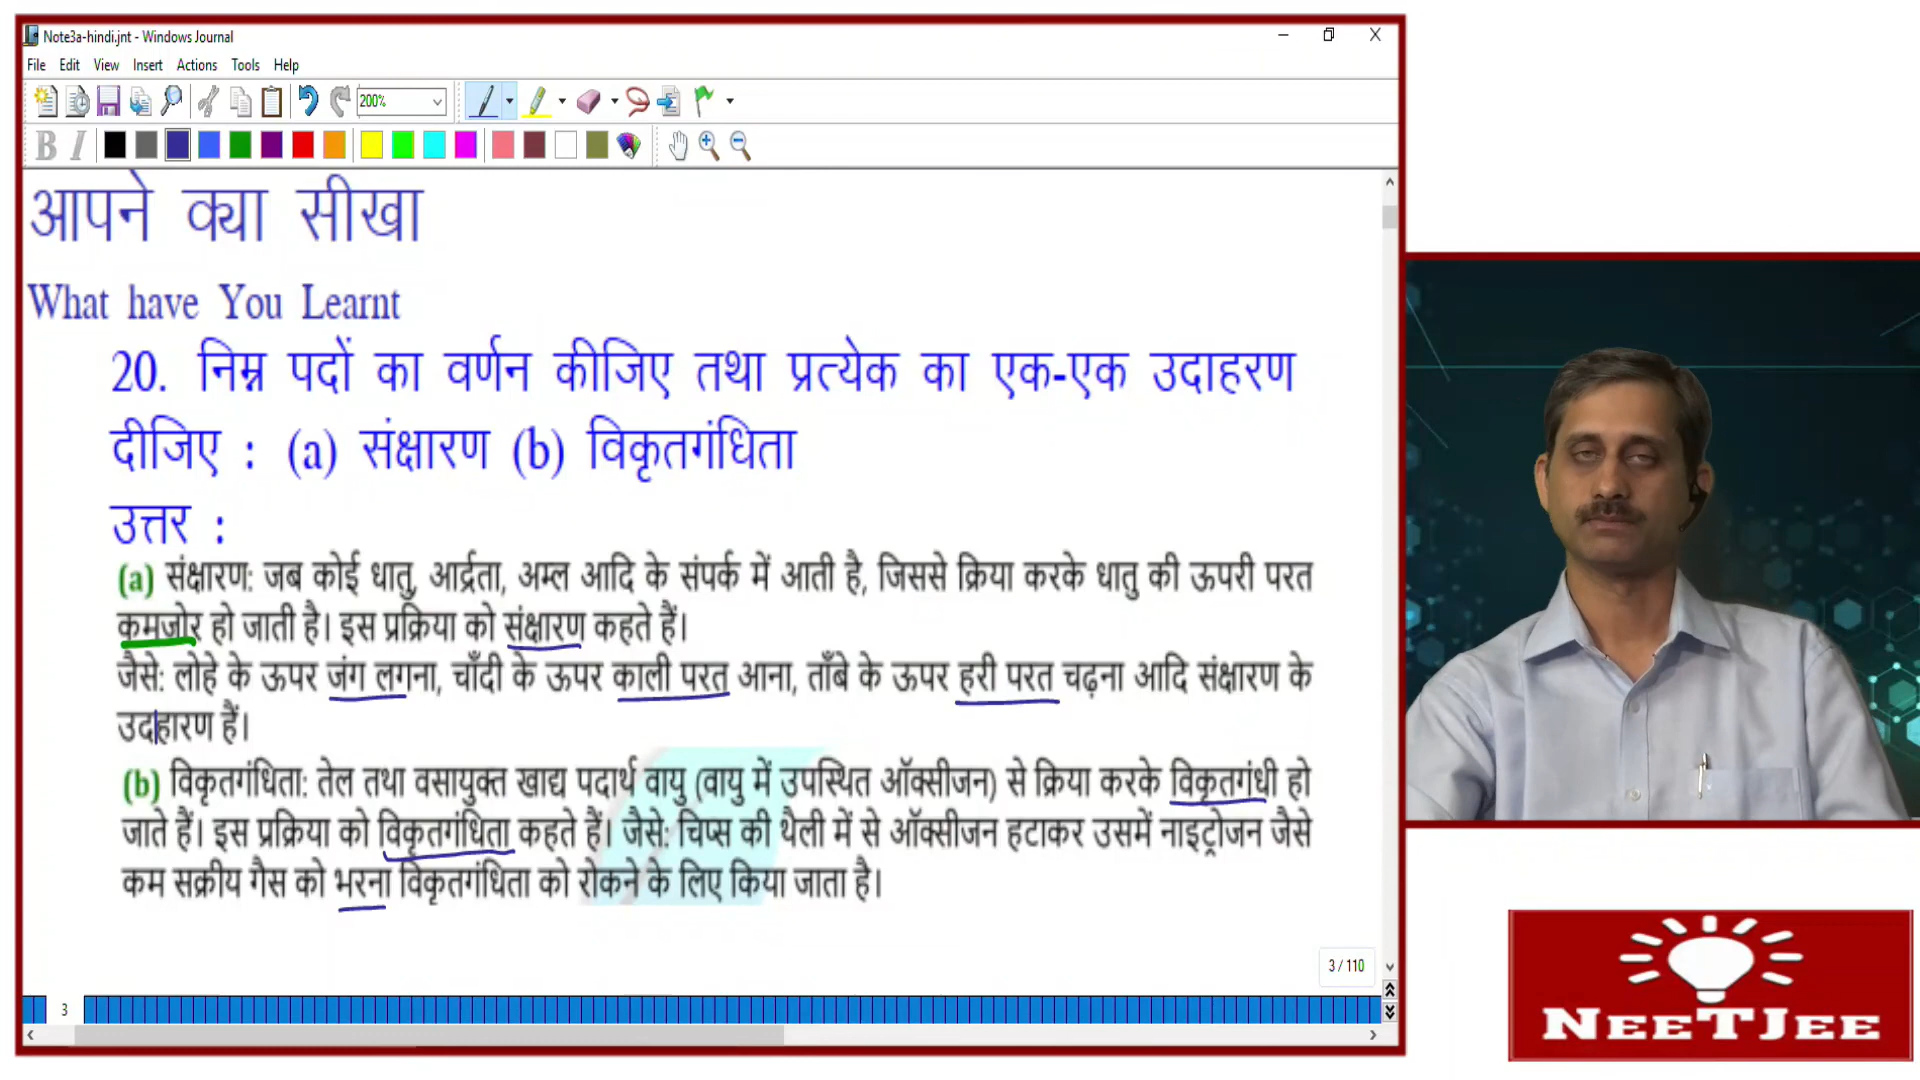 Note3a-hindi.jnt - Windows Journal
File Edit View Insert Actions Tools Help
200%
B I
आपने क्या सीखा
What have You Learnt
20. निम्न पदों का वर्णन कीजिए तथा प्रत्येक का एक-एक उदाहरण
दीजिए : (a) संक्षारण (b) विकृतगंधिता
उत्तर :
(a) संक्षारण: जब कोई धातु, आर्द्रता, अम्ल आदि के संपर्क में आती है, जिससे क्रिया करके धातु की ऊपरी परत
कमजोर हो जाती है। इस प्रक्रिया को संक्षारण कहते हैं।
जैसे: लोहे के ऊपर जंग लगना, चाँदी के ऊपर काली परत आना, ताँबे के ऊपर हरी परत चढ़ना आदि संक्षारण के
उदहारण हैं।
(b) विकृतगंधिता: तेल तथा वसायुक्त खाद्य पदार्थ वायु (वायु में उपस्थित ऑक्सीजन) से क्रिया करके विकृतगंधी हो
जाते हैं। इस प्रक्रिया को विकृतगंधिता कहते हैं। जैसे: चिप्स की थैली में से ऑक्सीजन हटाकर उसमें नाइट्रोजन जैसे
कम सक्रीय गैस को भरना विकृतगंधिता को रोकने के लिए किया जाता है।
3 / 110
3
NEETJEE